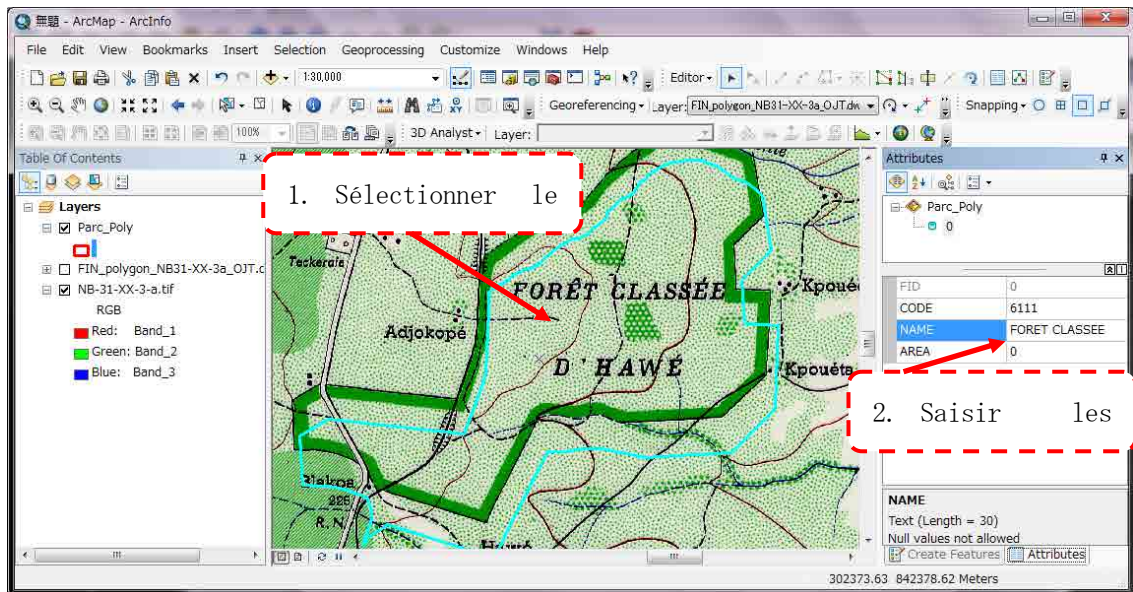 無題 - ArcMap - ArcInfo
File Edit View Bookmarks Insert Selection Geoprocessing Customize Windows Help
1:30,000
Editor
Georeferencing Layer: FIN_polygon_NB31-XX-3a_OJT.dw
Snapping
100%
3D Analyst Layer:
Table Of Contents
Layers
Parc_Poly
FIN_polygon_NB31-XX-3a_OJT.c
NB-31-XX-3-a.tif
RGB
Red: Band_1
Green: Band_2
Blue: Band_3
1. Sélectionner le
Teckeraie
FORÊT CLASSÉE
Kpoué
Adjokopé
D'HAWÉ
Kpouéta
226
R.N.
Hawé
Attributes
Parc_Poly
0
FID 0
CODE 6111
NAME FORET CLASSEE
AREA 0
2. Saisir les
NAME
Text (Length = 30)
Null values not allowed
Create Features Attributes
302373.63 842378.62 Meters